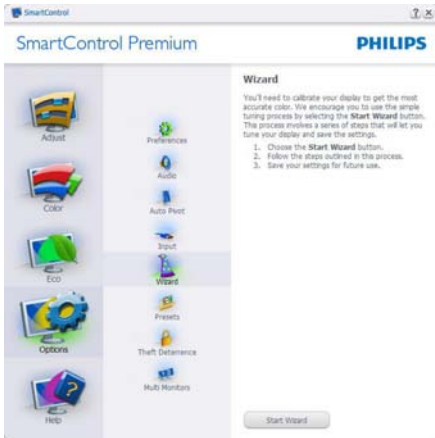 SmartControl
SmartControl Premium
PHILIPS
Adjust
Color
Eco
Options
Help
Preferences
Audio
Auto Pivot
Input
Wizard
Presets
Theft Deterrence
Multi Monitors
Wizard
You'll need to calibrate your display to get the most
accurate color. We encourage you to use the simple
tuning process by selecting the Start Wizard button.
This process involves a series of steps that will let you
tune your display and save the settings.
1. Choose the Start Wizard button.
2. Follow the steps outlined in this process.
3. Save your settings for future use.
Start Wizard